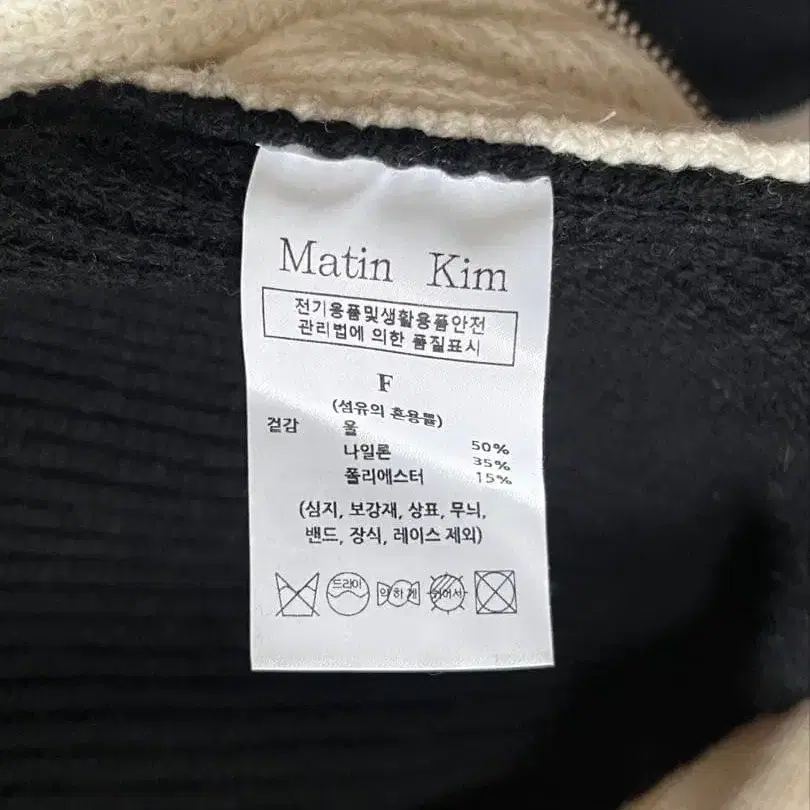 Matin Kim
전기용품및생활용품안전
관리법에 의한 품질표시
F
(섬유의 혼용률)
겉감 울 50%
나일론 35%
폴리에스터 15%
(심지, 보강재, 상표, 무늬,
밴드, 장식, 레이스 제외)
드라이 약하게